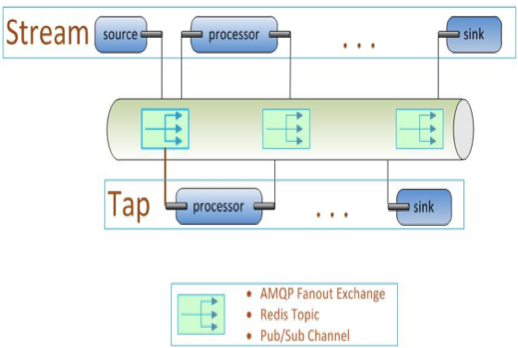 Stream source processor . . . sink
Tap processor . . . sink
• AMQP Fanout Exchange
• Redis Topic
• Pub/Sub Channel